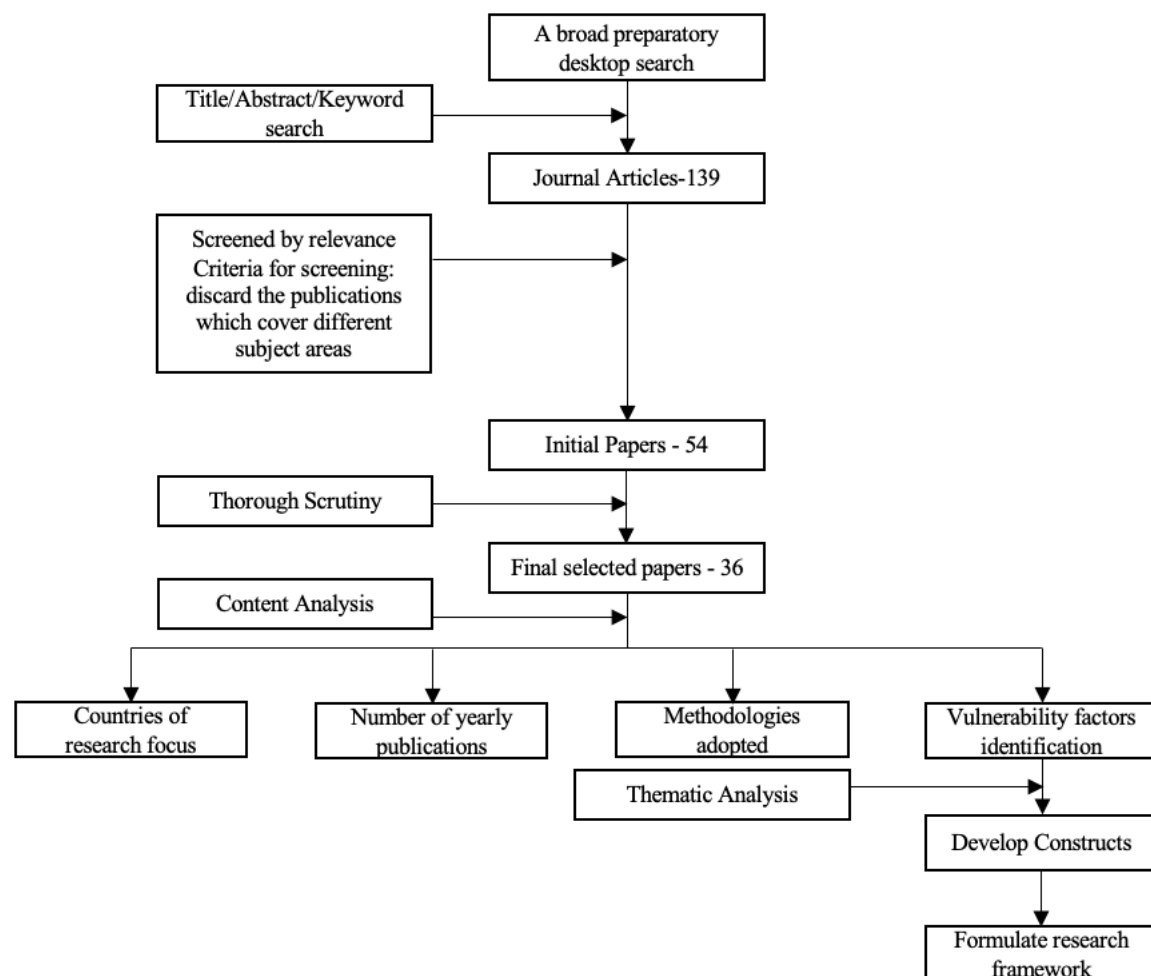 A broad preparatory
desktop search
Title/Abstract/Keyword
search
Journal Articles-139
Screened by relevance
Criteria for screening:
discard the publications
which cover different
subject areas
Initial Papers - 54
Thorough Scrutiny
Final selected papers - 36
Content Analysis
Countries of
research focus
Number of yearly
publications
Methodologies
adopted
Vulnerability factors
identification
Thematic Analysis
Develop Constructs
Formulate research
framework